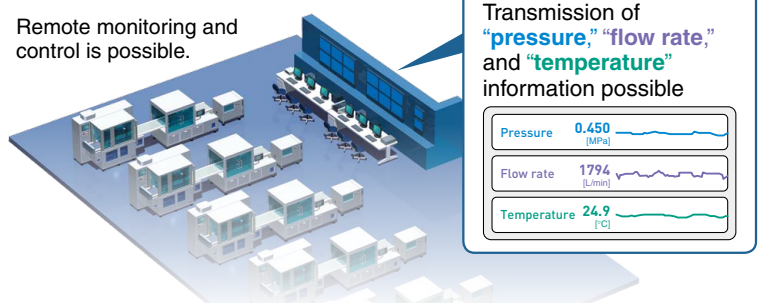 Remote monitoring and
control is possible.
Transmission of
“pressure,” “flow rate,”
and “temperature”
information possible
Pressure 0.450
[MPa]
Flow rate 1794
[L/min]
Temperature 24.9
[°C]